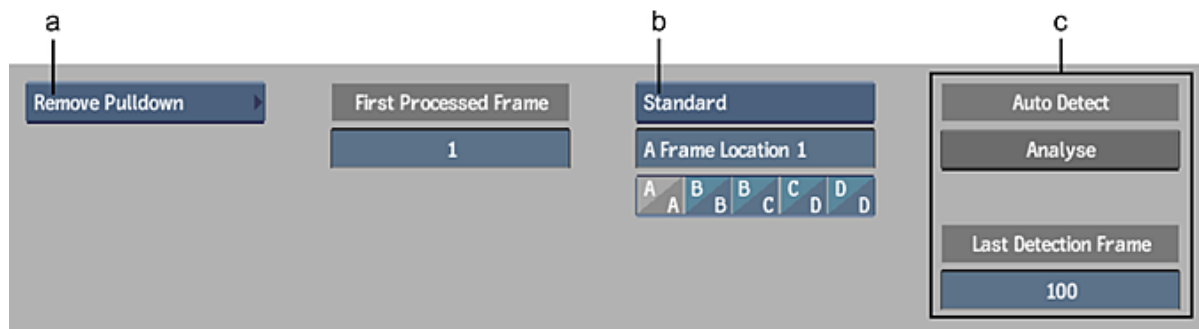 a
b
c
Remove Pulldown
First Processed Frame
1
Standard
A Frame Location 1
A A B B B C C D D D
Auto Detect
Analyse
Last Detection Frame
100